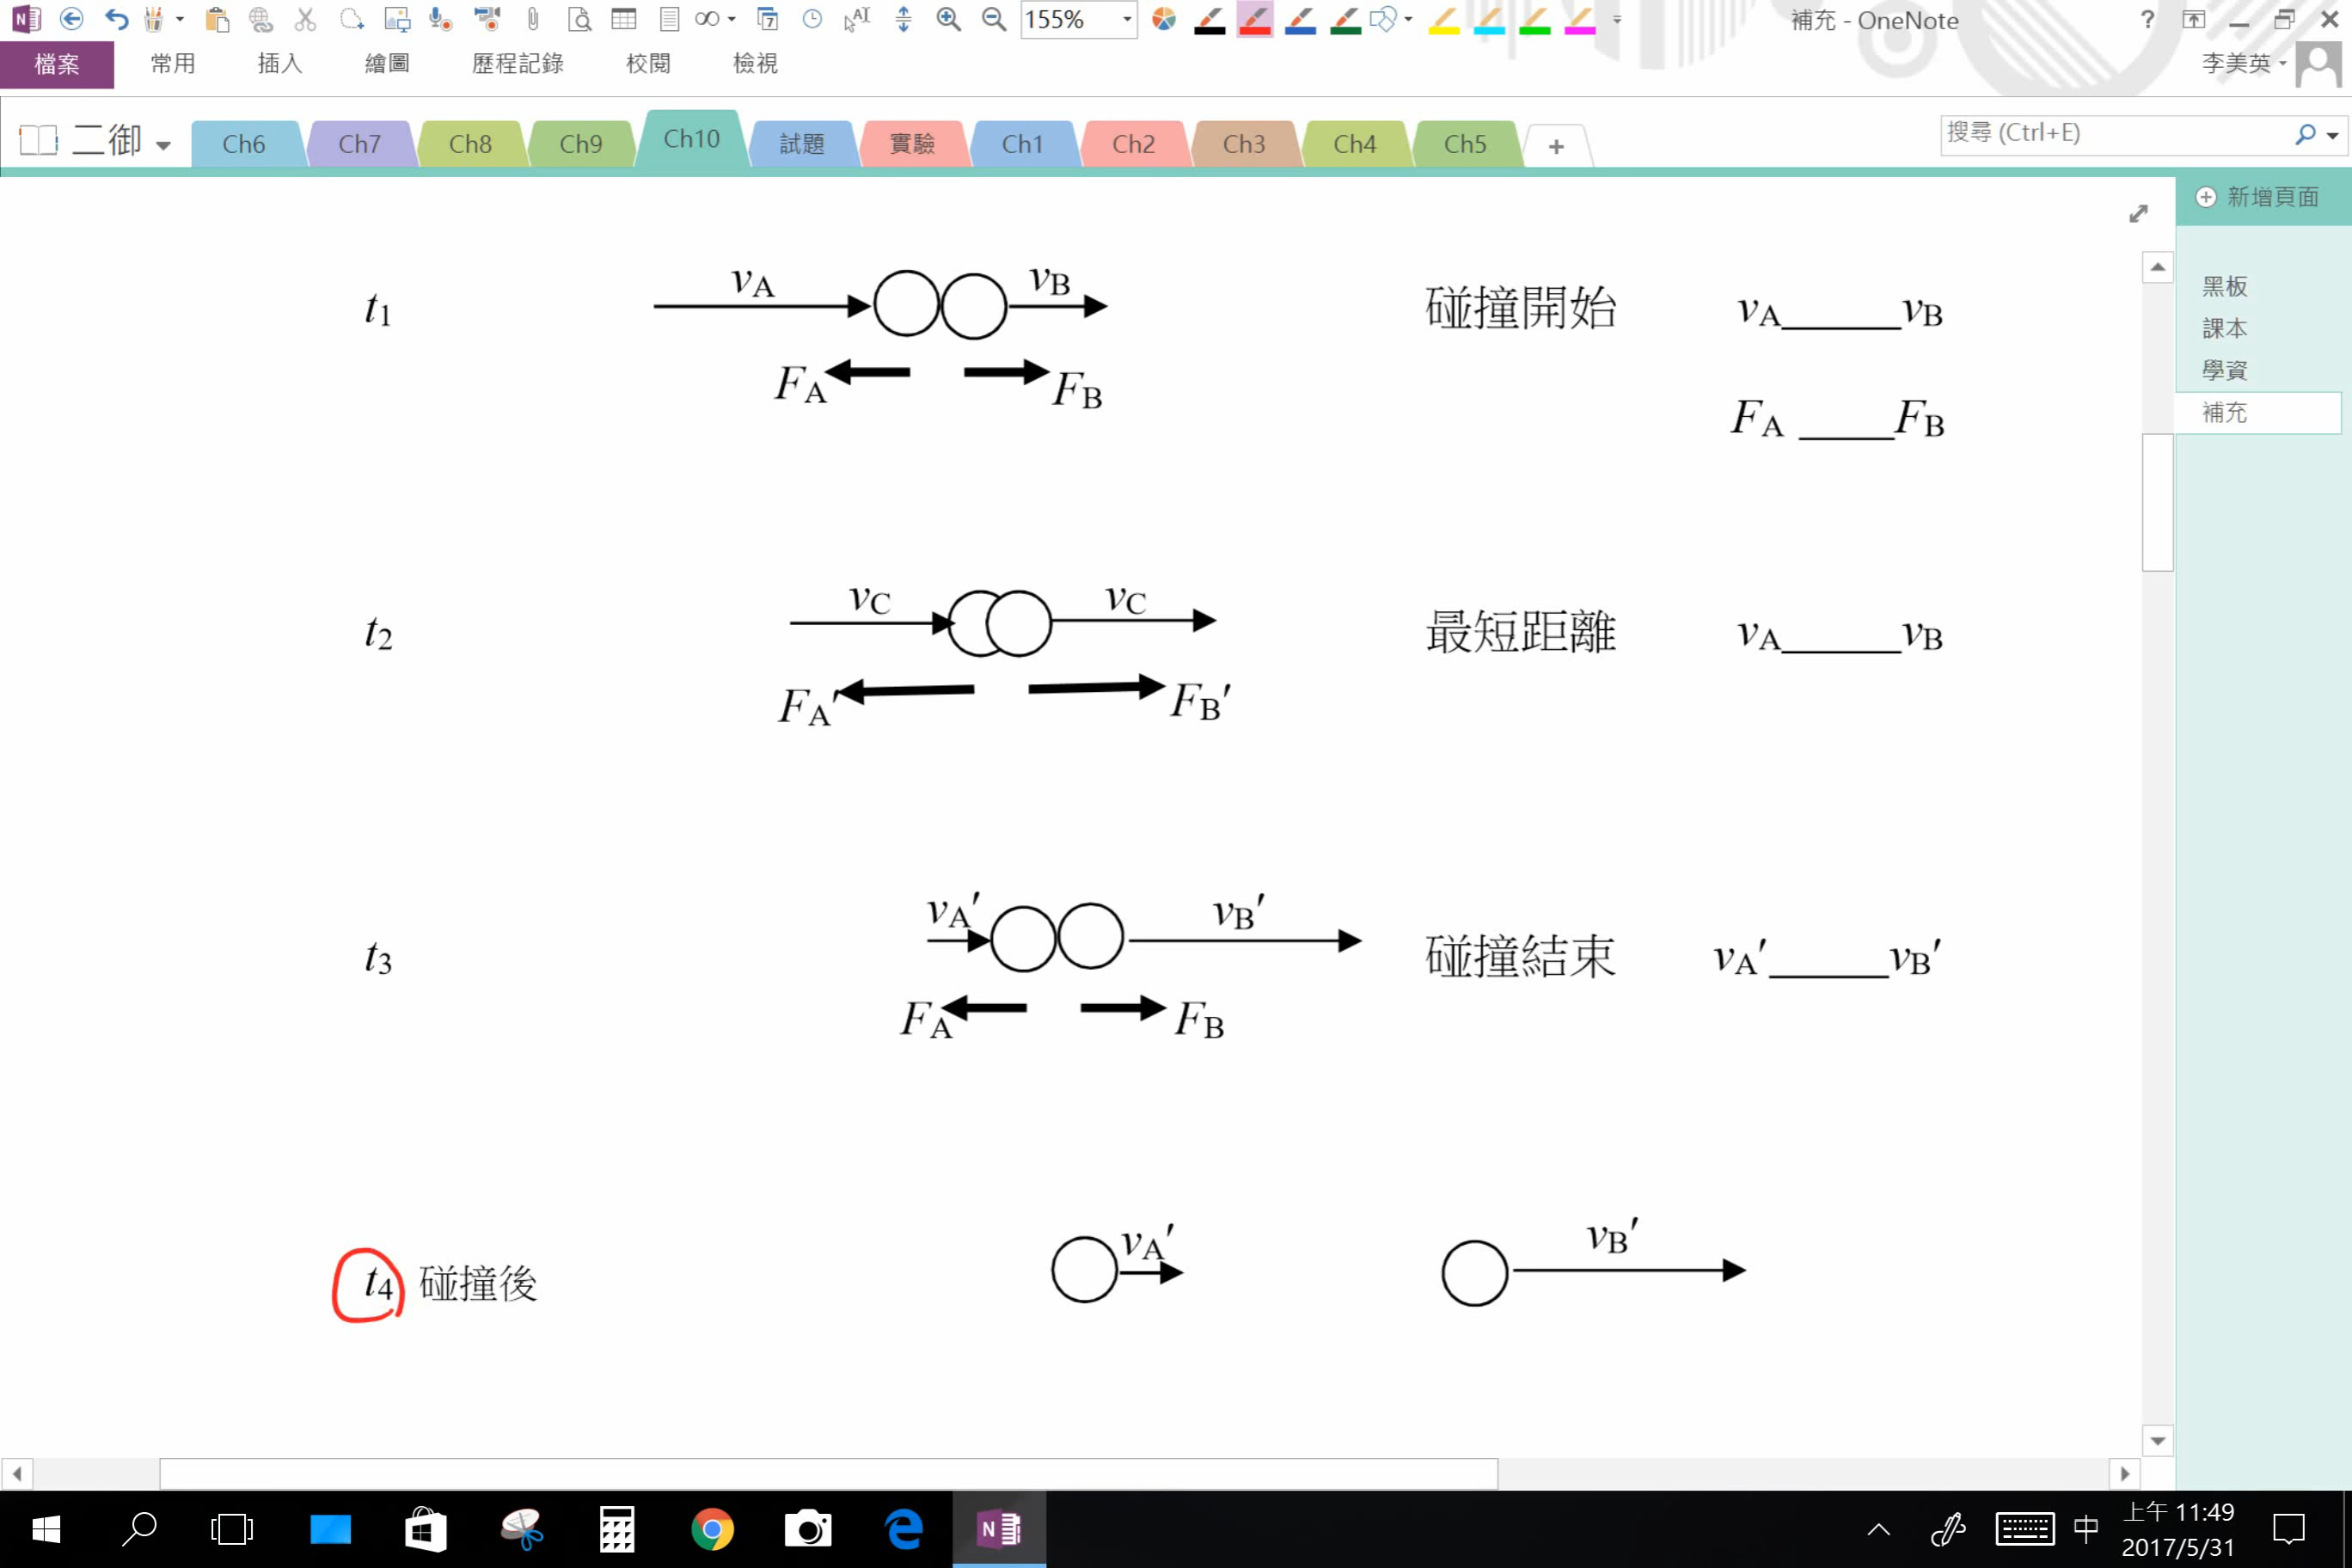 155%
補充 - OneNote
?
檔案 常用 插入 繪圖 歷程記錄 校閱 檢視
李美英
二御 Ch6 Ch7 Ch8 Ch9 Ch10 試題 實驗 Ch1 Ch2 Ch3 Ch4 Ch5 +
搜尋 (Ctrl+E)
新增頁面
黑板
課本
學資
補充
t1 vA vB 碰撞開始 vA_____vB
FA FB FA ____FB
t2 vC vC 最短距離 vA_____vB
FA′ FB′
t3 vA′ vB′ 碰撞結束 vA′_____vB′
FA FB
t4 碰撞後 vA′ vB′
中
上午 11:49
2017/5/31